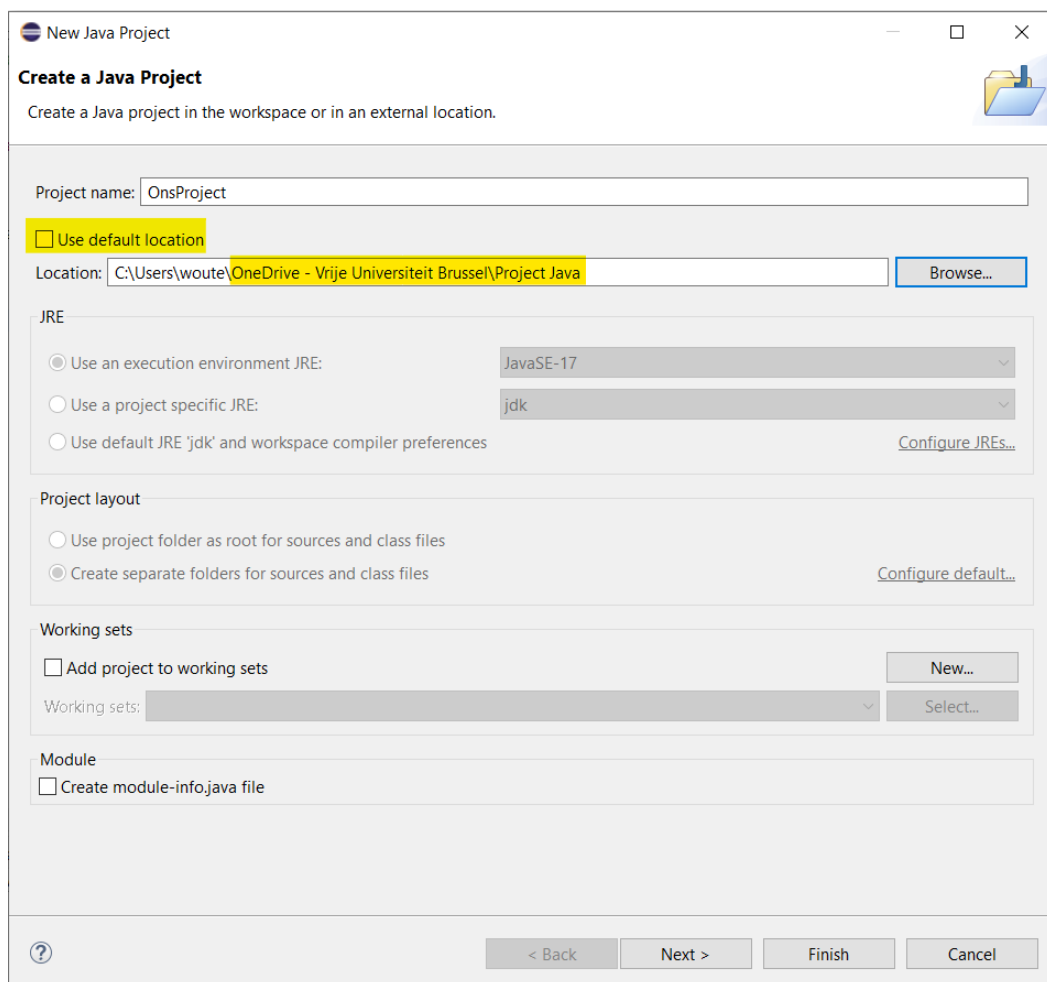 New Java Project
Create a Java Project
Create a Java project in the workspace or in an external location.
Project name: OnsProject
Use default location
Location: C:\Users\woute\OneDrive - Vrije Universiteit Brussel\Project Java Browse...
JRE
Use an execution environment JRE: JavaSE-17
Use a project specific JRE: jdk
Use default JRE 'jdk' and workspace compiler preferences Configure JREs...
Project layout
Use project folder as root for sources and class files
Create separate folders for sources and class files Configure default...
Working sets
Add project to working sets New...
Working sets: Select...
Module
Create module-info.java file
? < Back Next > Finish Cancel